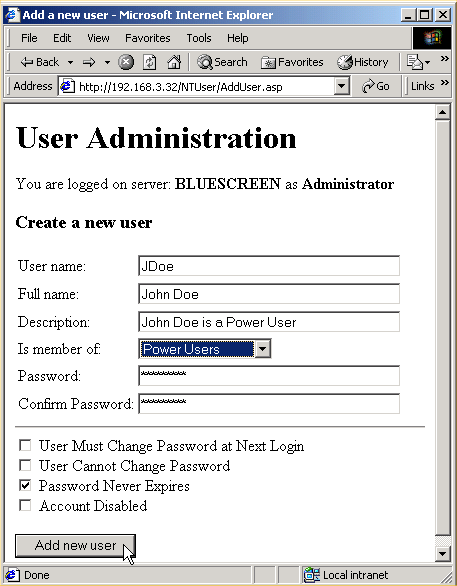 Add a new user - Microsoft Internet Explorer
File Edit View Favorites Tools Help
Back Search Favorites History
Address http://192.168.3.32/NTUser/AddUser.asp Go Links
User Administration
You are logged on server: BLUESCREEN as Administrator
Create a new user
User name: JDoe
Full name: John Doe
Description: John Doe is a Power User
Is member of: Power Users
Password: *********
Confirm Password: *********
User Must Change Password at Next Login
User Cannot Change Password
Password Never Expires
Account Disabled
Add new user
Done Local intranet